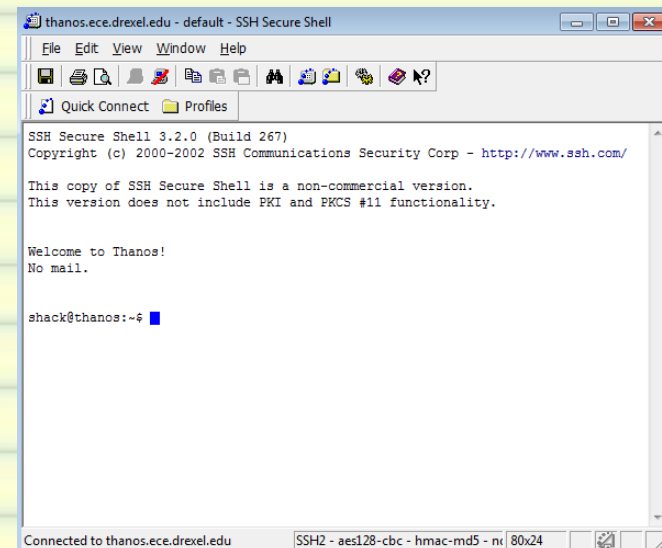 thanos.ece.drexel.edu - default - SSH Secure Shell
File Edit View Window Help
Quick Connect Profiles
SSH Secure Shell 3.2.0 (Build 267)
Copyright (c) 2000-2002 SSH Communications Security Corp - http://www.ssh.com/
This copy of SSH Secure Shell is a non-commercial version.
This version does not include PKI and PKCS #11 functionality.
Welcome to Thanos!
No mail.
shack@thanos:~$
Connected to thanos.ece.drexel.edu SSH2 - aes128-cbc - hmac-md5 - nc 80x24